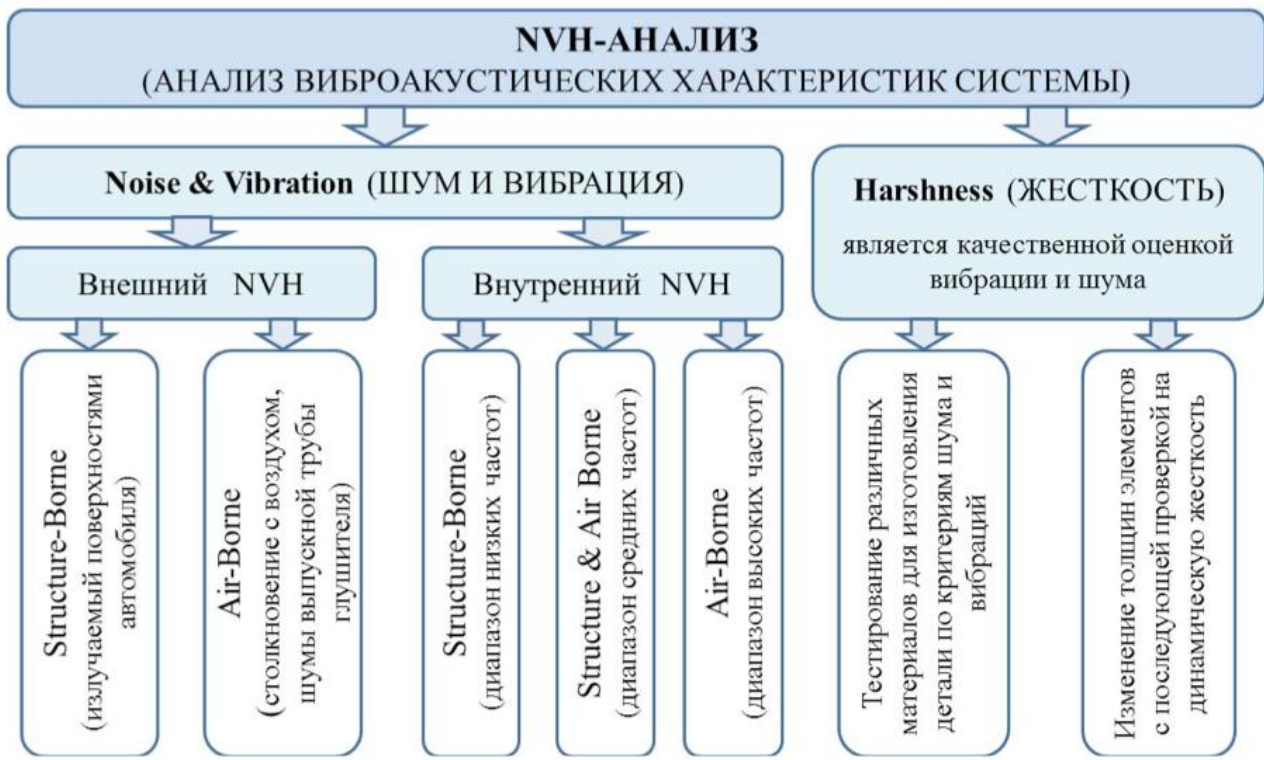 NVH-АНАЛИЗ
(АНАЛИЗ ВИБРОАКУСТИЧЕСКИХ ХАРАКТЕРИСТИК СИСТЕМЫ)
Noise & Vibration (ШУМ И ВИБРАЦИЯ)
Внешний NVH
Structure-Borne
(излучаемый поверхностями
автомобиля)
Air-Borne
(столкновение с воздухом,
шумы выпускной трубы
глушителя)
Внутренний NVH
Structure-Borne
(диапазон низких частот)
Structure & Air Borne
(диапазон средних частот)
Air-Borne
(диапазон высоких частот)
Harshness (ЖЕСТКОСТЬ)
является качественной оценкой
вибрации и шума
Тестирование различных
материалов для изготовления
детали по критериям шума и
вибраций
Изменение толщин элементов
с последующей проверкой на
динамическую жесткость